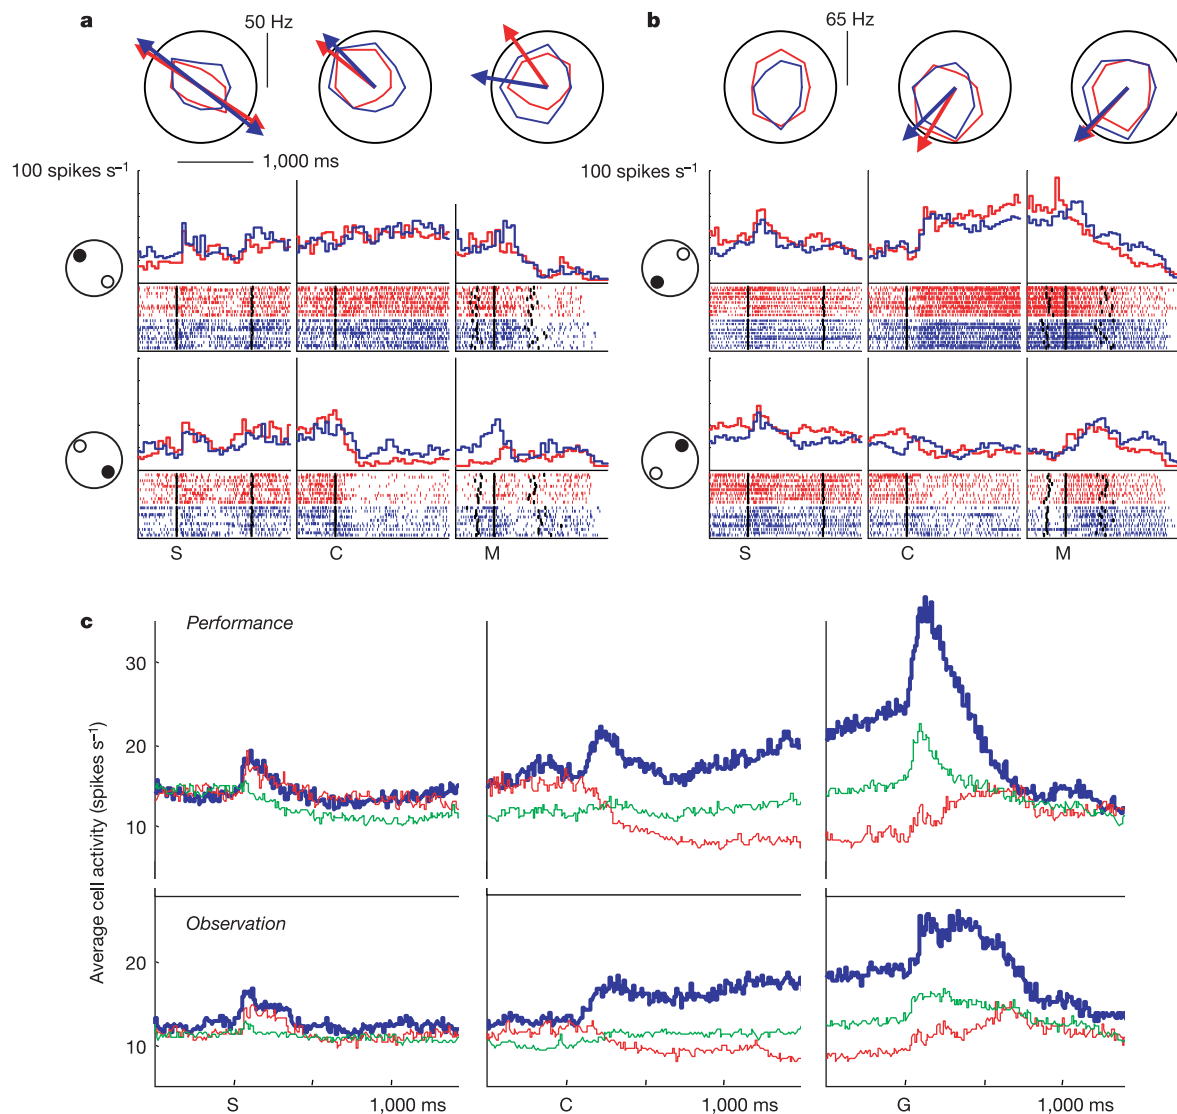 a
50 Hz
b
65 Hz
1,000 ms
100 spikes s⁻¹
100 spikes s⁻¹
S
C
M
S
C
M
c
Performance
30
20
10
Average cell activity (spikes s⁻¹)
Observation
20
10
S
1,000 ms
C
1,000 ms
G
1,000 ms